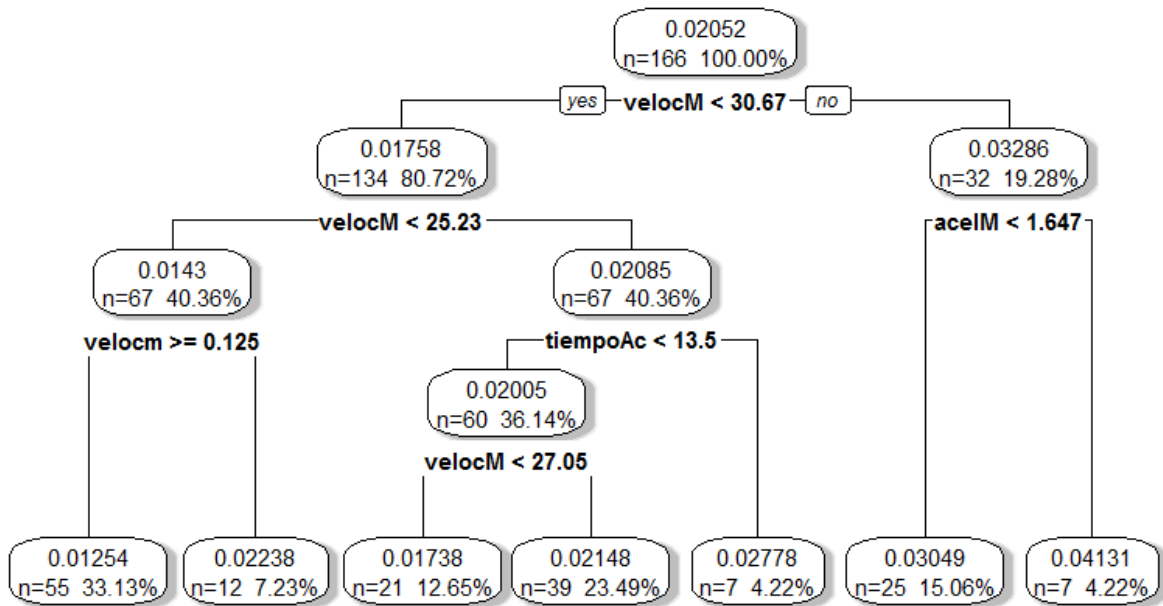 0.02052
n=166 100.00%
yes velocM < 30.67 no
0.01758
n=134 80.72%
0.03286
n=32 19.28%
velocM < 25.23
acelM < 1.647
0.0143
n=67 40.36%
0.02085
n=67 40.36%
velocm >= 0.125
tiempoAc < 13.5
0.02005
n=60 36.14%
velocM < 27.05
0.01254
n=55 33.13%
0.02238
n=12 7.23%
0.01738
n=21 12.65%
0.02148
n=39 23.49%
0.02778
n=7 4.22%
0.03049
n=25 15.06%
0.04131
n=7 4.22%